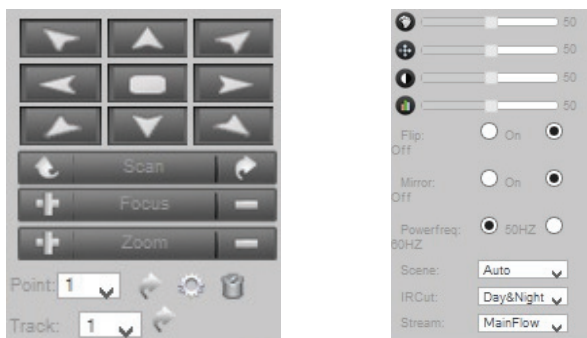 Scan
Focus
Zoom
Point: 1
Track: 1
50
50
50
50
Flip: On
Off
Mirror: On
Off
Powerfreq: 50HZ
60HZ
Scene: Auto
IRCut: Day&Night
Stream: MainFlow